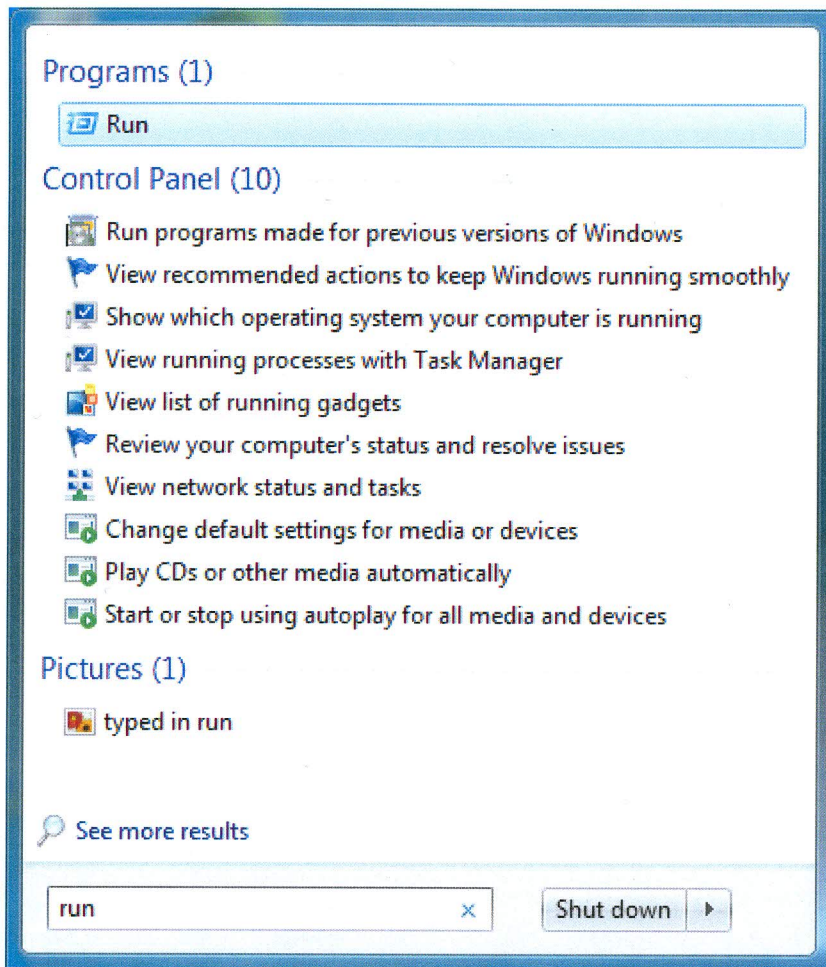 Programs (1)
Run
Control Panel (10)
Run programs made for previous versions of Windows
View recommended actions to keep Windows running smoothly
Show which operating system your computer is running
View running processes with Task Manager
View list of running gadgets
Review your computer's status and resolve issues
View network status and tasks
Change default settings for media or devices
Play CDs or other media automatically
Start or stop using autoplay for all media and devices
Pictures (1)
typed in run
See more results
run
Shut down